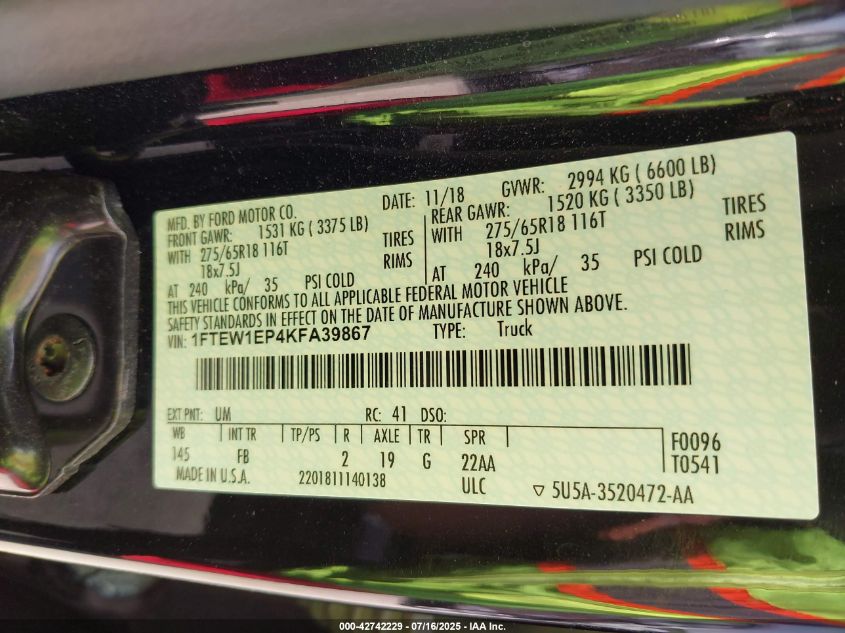 MFD. BY FORD MOTOR CO. DATE: 11/18 GVWR: 2994 KG ( 6600 LB)
FRONT GAWR: 1531 KG ( 3375 LB) REAR GAWR: 1520 KG ( 3350 LB)
WITH 275/65R18 116T TIRES WITH 275/65R18 116T TIRES
18x7.5J RIMS 18x7.5J RIMS
AT 240 kPa/ 35 PSI COLD AT 240 kPa/ 35 PSI COLD
THIS VEHICLE CONFORMS TO ALL APPLICABLE FEDERAL MOTOR VEHICLE
SAFETY STANDARDS IN EFFECT ON THE DATE OF MANUFACTURE SHOWN ABOVE.
VIN: 1FTEW1EP4KFA39867 TYPE: Truck
EXT PNT: UM RC: 41 DSO:
WB INT TR TP/PS R AXLE TR SPR F0096
145 FB 2 19 G 22AA T0541
MADE IN U.S.A. 2201811140138 ULC ▽ 5U5A-3520472-AA
000-42742229 - 07/16/2025 - IAA Inc.